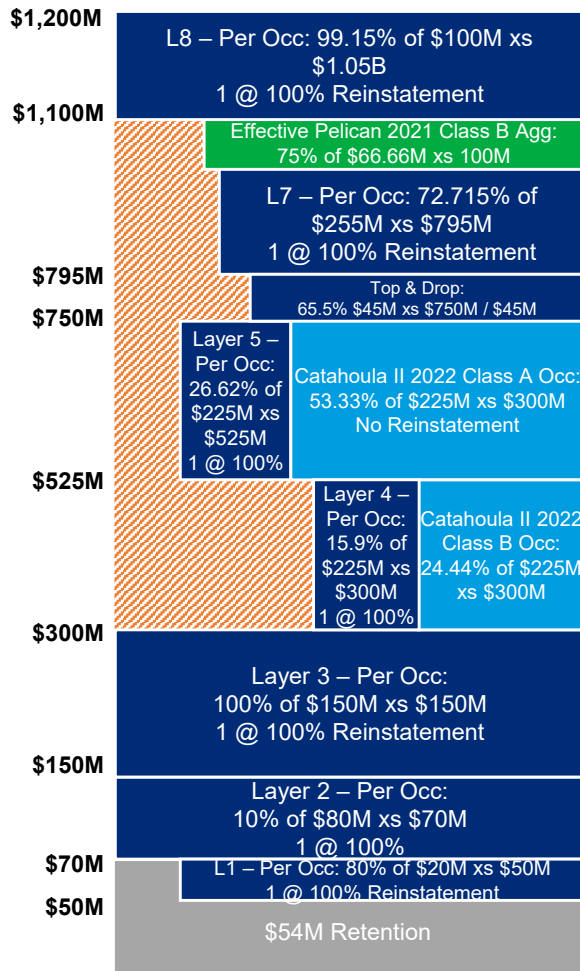 $1,200M
L8 – Per Occ: 99.15% of $100M xs
$1.05B
1 @ 100% Reinstatement
$1,100M
Effective Pelican 2021 Class B Agg:
75% of $66.66M xs 100M
L7 – Per Occ: 72.715% of
$255M xs $795M
1 @ 100% Reinstatement
$795M
Top & Drop:
65.5% $45M xs $750M / $45M
$750M
Layer 5 –
Per Occ:
26.62% of
$225M xs
$525M
1 @ 100%
Catahoula II 2022 Class A Occ:
53.33% of $225M xs $300M
No Reinstatement
$525M
Layer 4 –
Per Occ:
15.9% of
$225M xs
$300M
1 @ 100%
Catahoula II 2022
Class B Occ:
24.44% of $225M
xs $300M
$300M
Layer 3 – Per Occ:
100% of $150M xs $150M
1 @ 100% Reinstatement
$150M
Layer 2 – Per Occ:
10% of $80M xs $70M
1 @ 100%
$70M
L1 – Per Occ: 80% of $20M xs $50M
1 @ 100% Reinstatement
$50M
$54M Retention